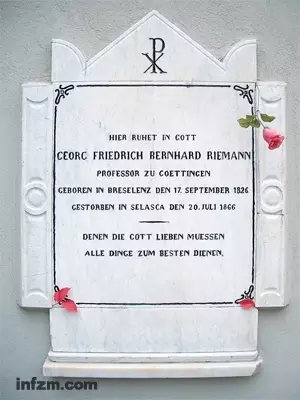 HIER RUHET IN GOTT
GEORG FRIEDRICH BERNHARD RIEMANN
PROFESSOR ZU GOETTINGEN
GEBOREN IN BRESELENZ DEN 17. SEPTEMBER 1826
GESTORBEN IN SELASCA DEN 20. JULI 1866
DENEN DIE GOTT LIEBEN MUESSEN
ALLE DINGE ZUM BESTEN DIENEN.
infzm.com